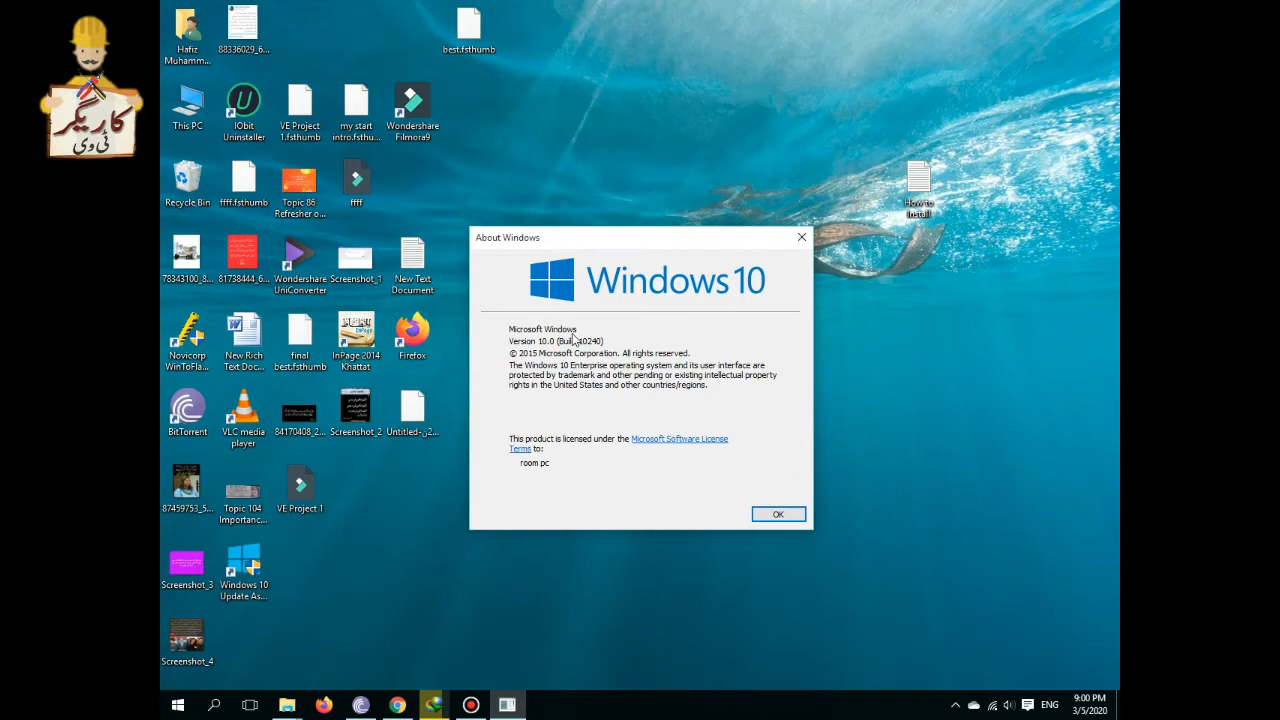 کاریگر
ٹی وی
Hafiz
Muhamm...
88336029_6...
best.fsthumb
This PC
IObit
Uninstaller
VE Project
1.fsthumb
my start
intro.fsthu...
Wondershare
Filmora9
Recycle Bin
ffff.fsthumb
Topic 86
Refresher o...
ffff
How to
Install
78343100_8...
81738444_6...
Wondershare
UniConverter
Screenshot_1
New Text
Document
Novicorp
WinToFla...
New Rich
Text Doc...
final
best.fsthumb
InPage 2014
Khattat
Firefox
BitTorrent
VLC media
player
84170408_2...
Screenshot_2
87459753_5...
Topic 104
Importanc...
VE Project 1
Screenshot_3
Windows 10
Update As...
Screenshot_4
About Windows
Windows 10
Microsoft Windows
Version 10.0 (Build 10240)
© 2015 Microsoft Corporation. All rights reserved.
The Windows 10 Enterprise operating system and its user interface are
protected by trademark and other pending or existing intellectual property
rights in the United States and other countries/regions.
This product is licensed under the Microsoft Software License
Terms to:
room pc
OK
ENG
9:00 PM
3/5/2020